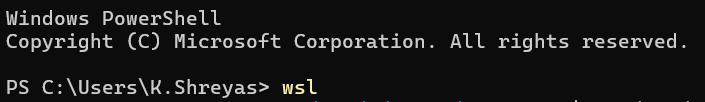 Windows PowerShell
Copyright (C) Microsoft Corporation. All rights reserved.
PS C:\Users\K.Shreyas> wsl